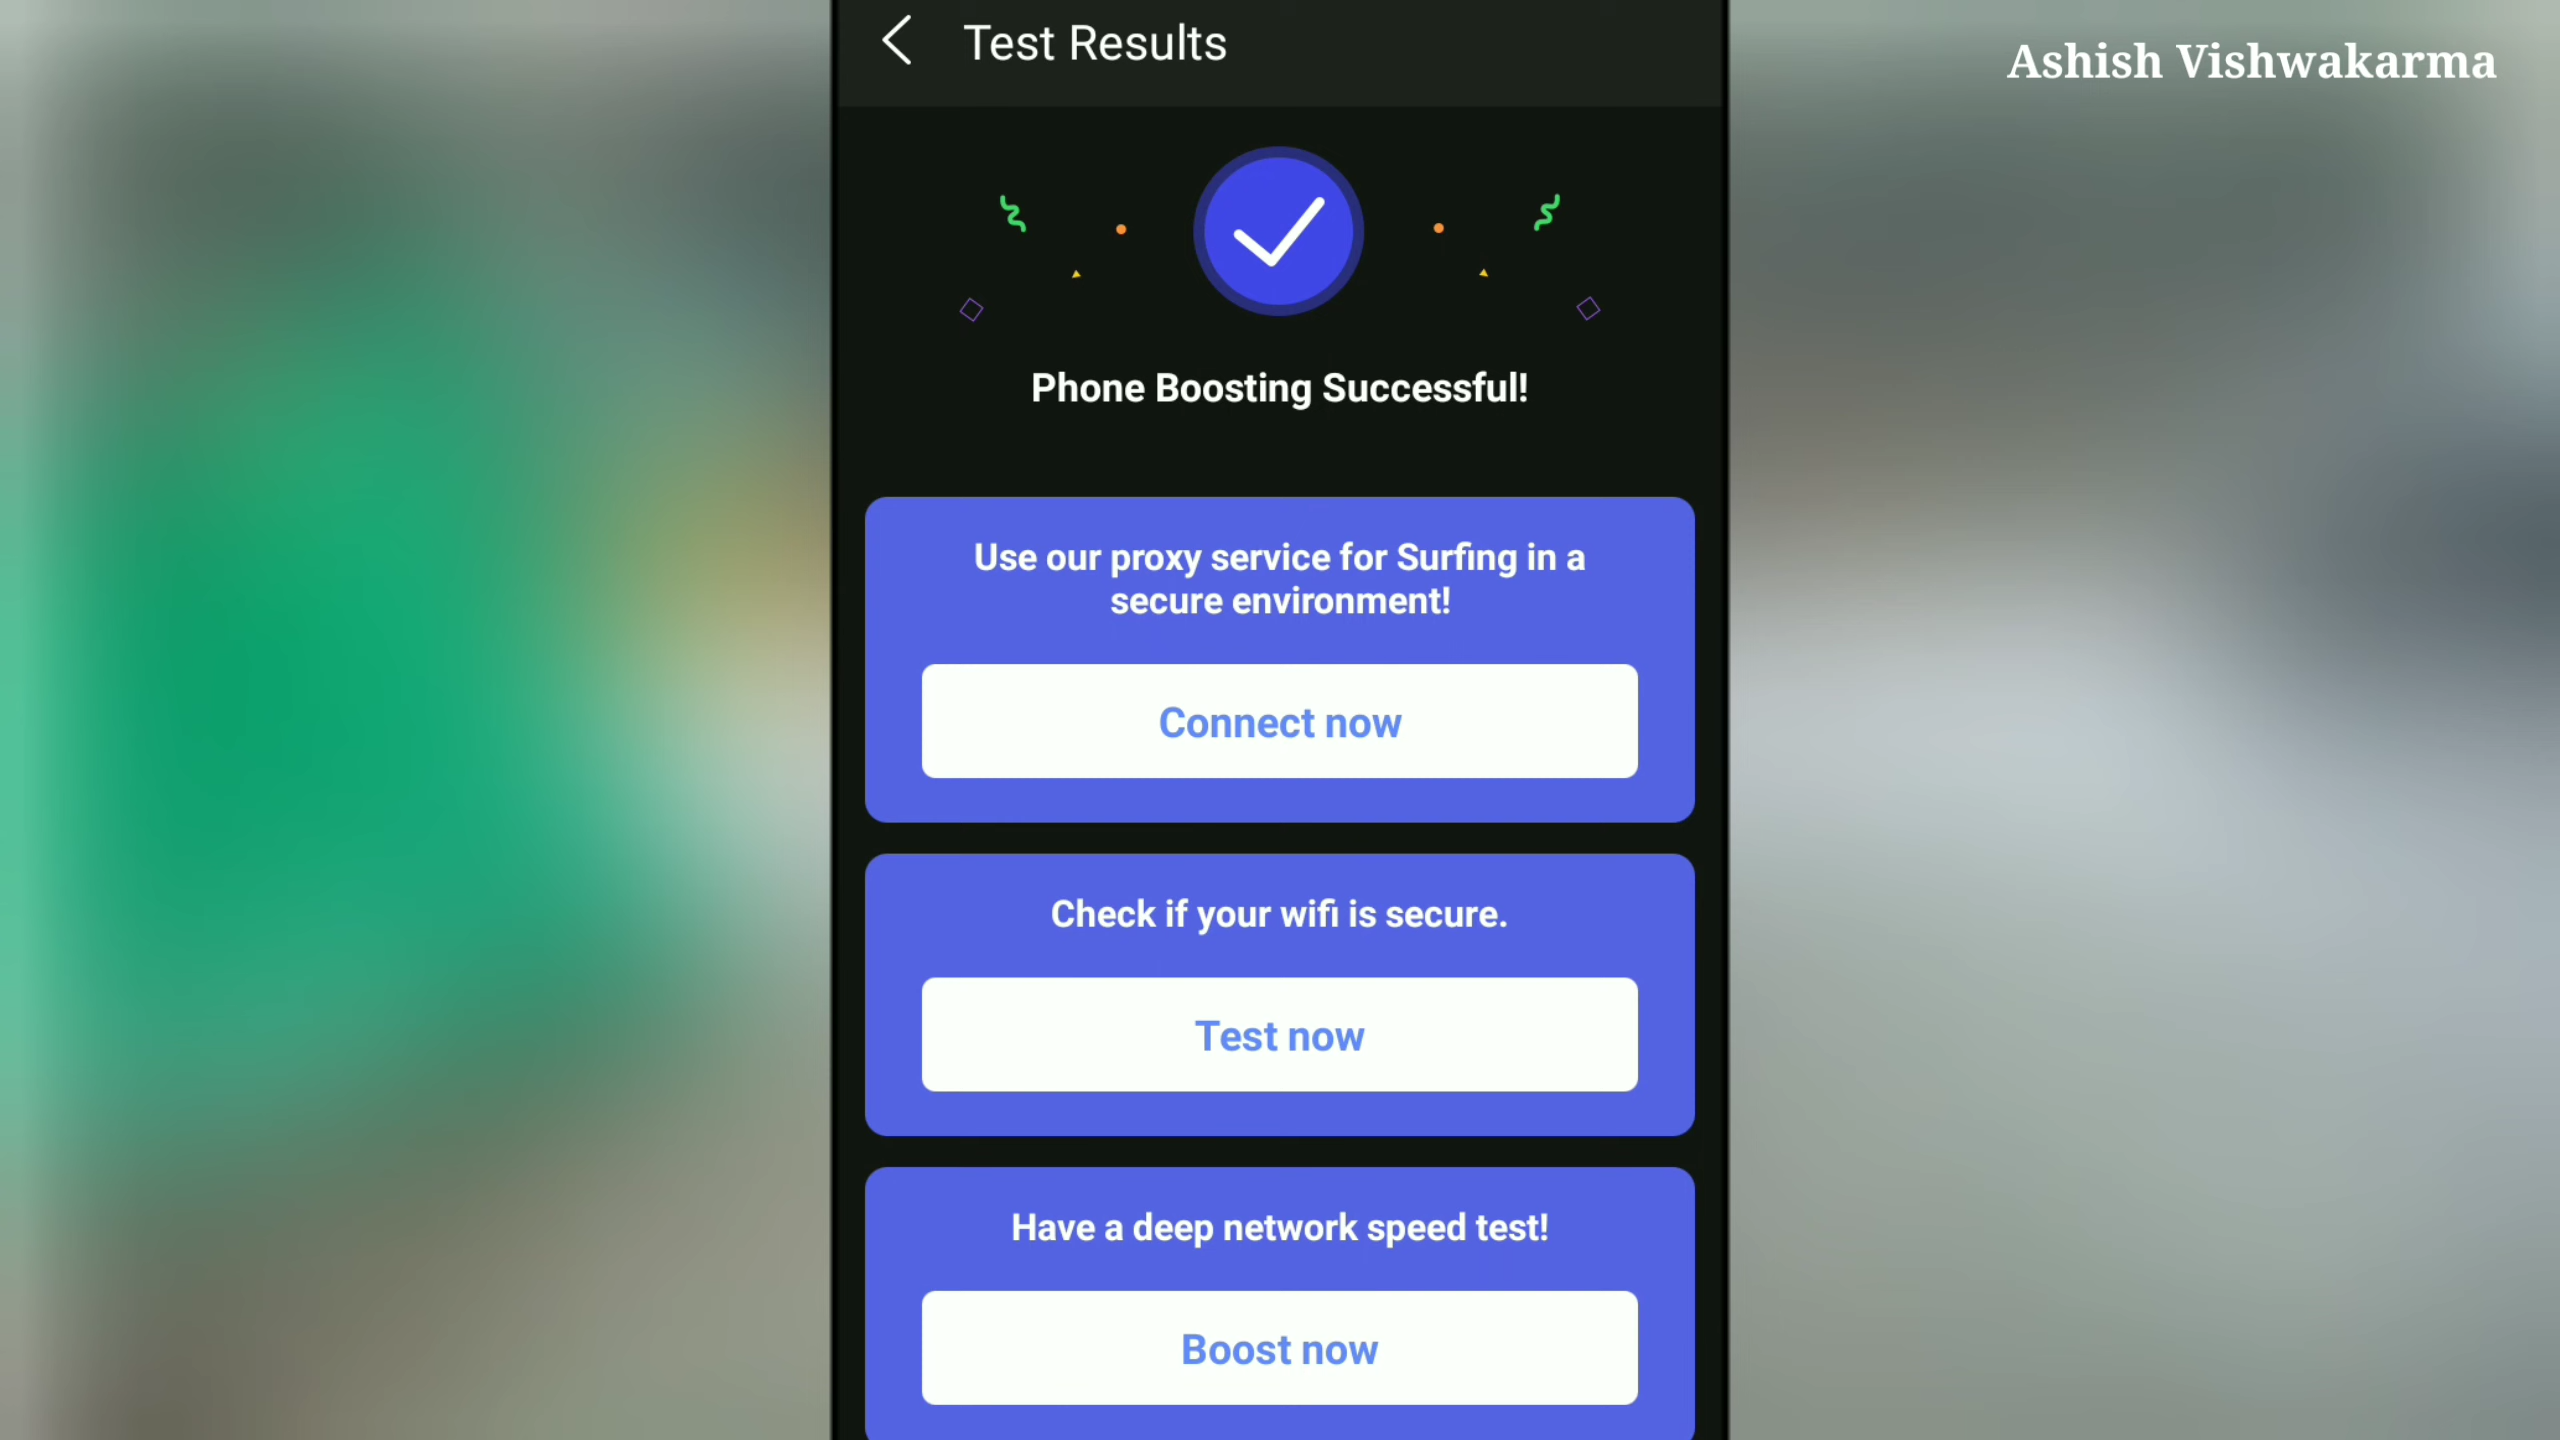 Test Results
Ashish Vishwakarma
Phone Boosting Successful!
Use our proxy service for Surfing in a
secure environment!
Connect now
Check if your wifi is secure.
Test now
Have a deep network speed test!
Boost now